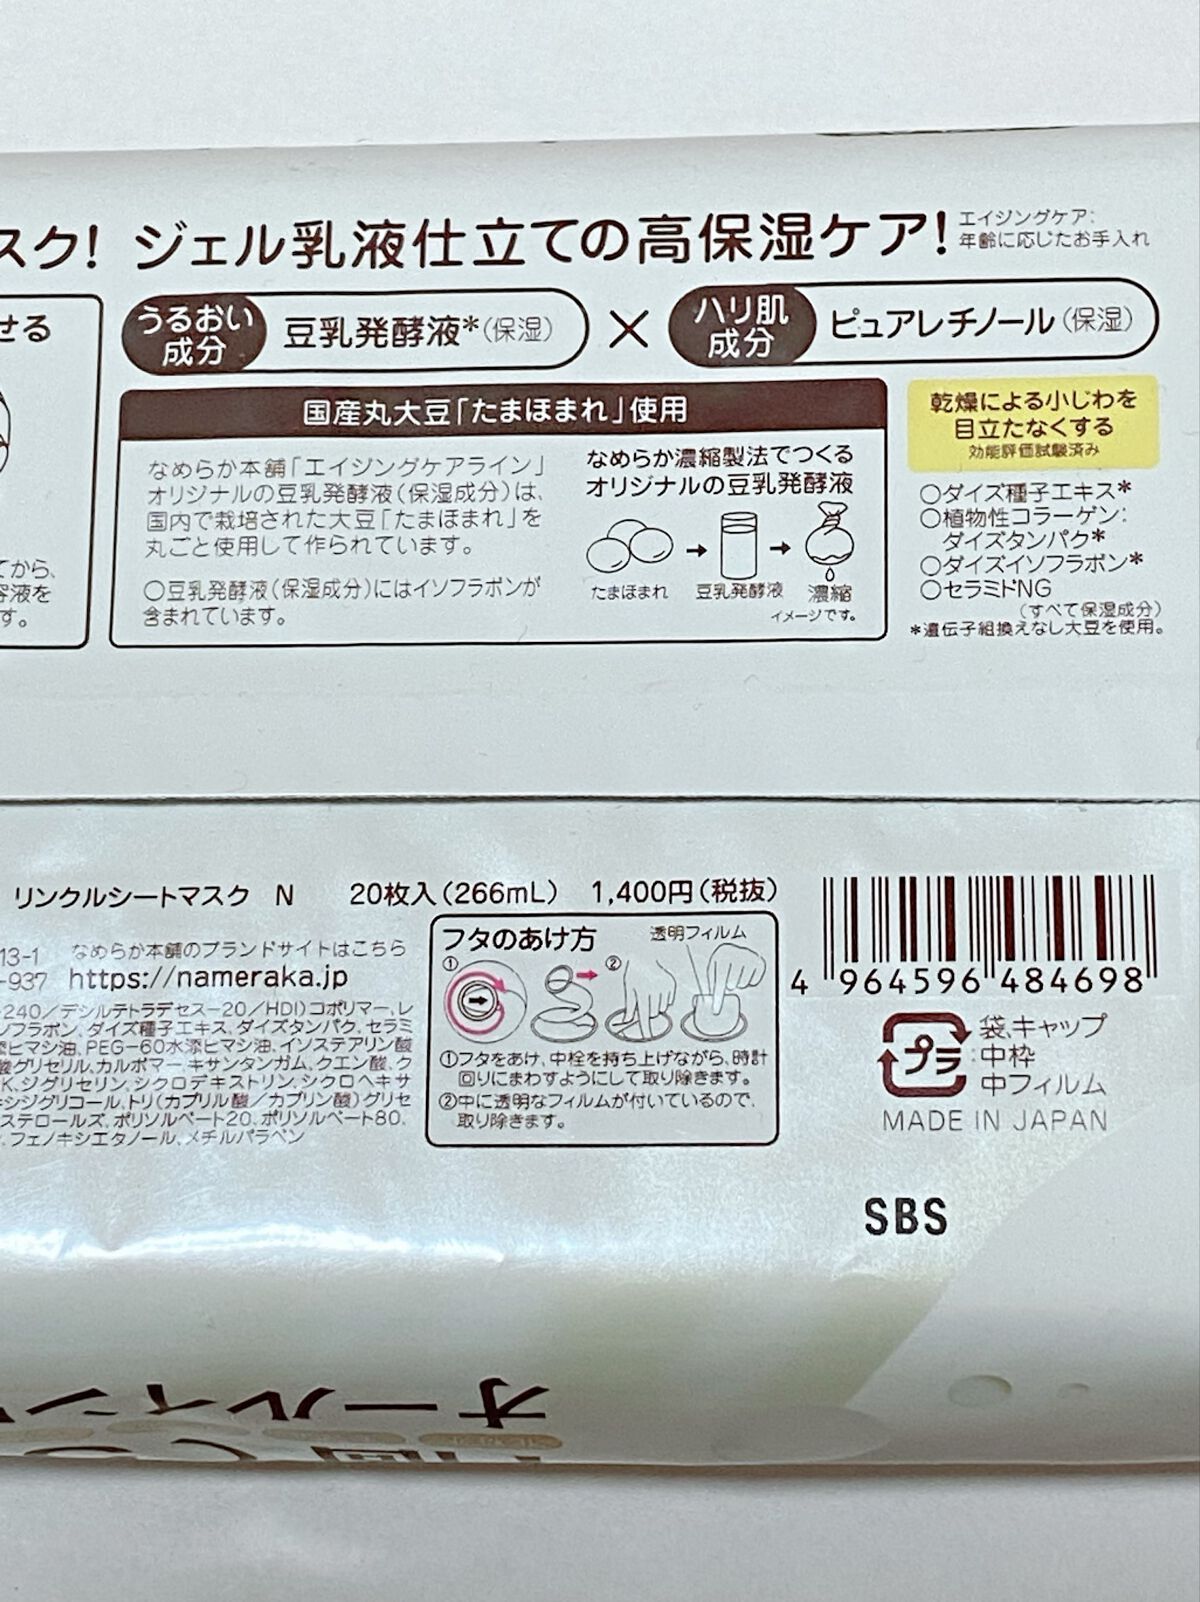 スク!
ジェル乳液仕立ての高保湿ケア!
エイジングケア:
年齢に応じたお手入れ
せる
うるおい
成分
豆乳発酵液*(保湿)
×
ハリ肌
成分
ピュアレチノール(保湿)
国産丸大豆「たまほまれ」使用
なめらか本舗「エイジングケアライン」
オリジナルの豆乳発酵液(保湿成分)は、
国内で栽培された大豆「たまほまれ」を
丸ごと使用して作られています。
○豆乳発酵液(保湿成分)にはイソフラボンが
含まれています。
なめらか濃縮製法でつくる
オリジナルの豆乳発酵液
たまほまれ
豆乳発酵液
濃縮
イメージです。
乾燥による小じわを
目立たなくする
効能評価試験済み
○ダイズ種子エキス*
○植物性コラーゲン:
ダイズタンパク*
○ダイズイソフラボン*
○セラミドNG
(すべて保湿成分)
*遺伝子組換えなし大豆を使用。
てから、
容液を
す。
リンクルシートマスク N 20枚入(266mL) 1,400円(税抜)
13-1 なめらか本舗のブランドサイトはこちら
-937 https://nameraka.jp
-240/デシルテトラデセス-20/HDI)コポリマー、レ
ソフラボン、ダイズ種子エキス、ダイズタンパク、セラミ
添ヒマシ油、PEG-60水添ヒマシ油、イソステアリン酸
酸グリセリル、カルボマー、キサンタンガム、クエン酸、ク
K、ジグリセリン、シクロデキストリン、シクロヘキサ
シジグリコール、トリ(カプリル酸/カプリン酸)グリセ
ステロールズ、ポリソルベート20、ポリソルベート80、
、フェノキシエタノール、メチルパラベン
フタのあけ方
透明フィルム
①
②
①フタをあけ、中栓を持ち上げながら、時計
回りにまわすようにして取り除きます。
②中に透明なフィルムが付いているので、
取り除きます。
4 964596 484698
プラ
袋、キャップ
:中枠
中フィルム
MADE IN JAPAN
SBS
オールイン